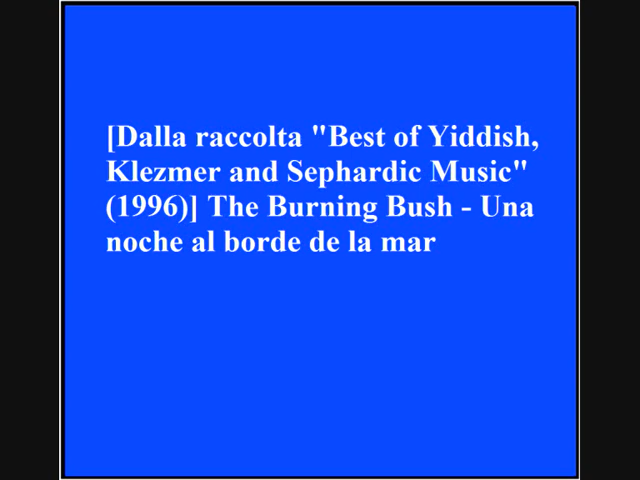 [Dalla raccolta "Best of Yiddish,
Klezmer and Sephardic Music"
(1996)] The Burning Bush - Una
noche al borde de la mar